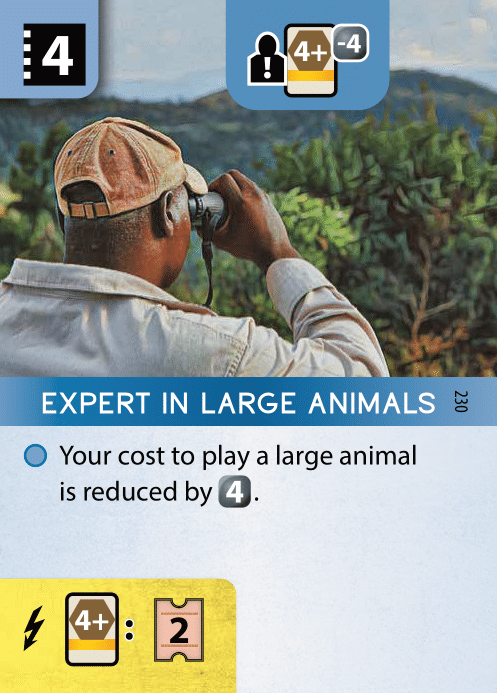 4
4+ -4
EXPERT IN LARGE ANIMALS 230
Your cost to play a large animal
is reduced by 4.
4+ : 2